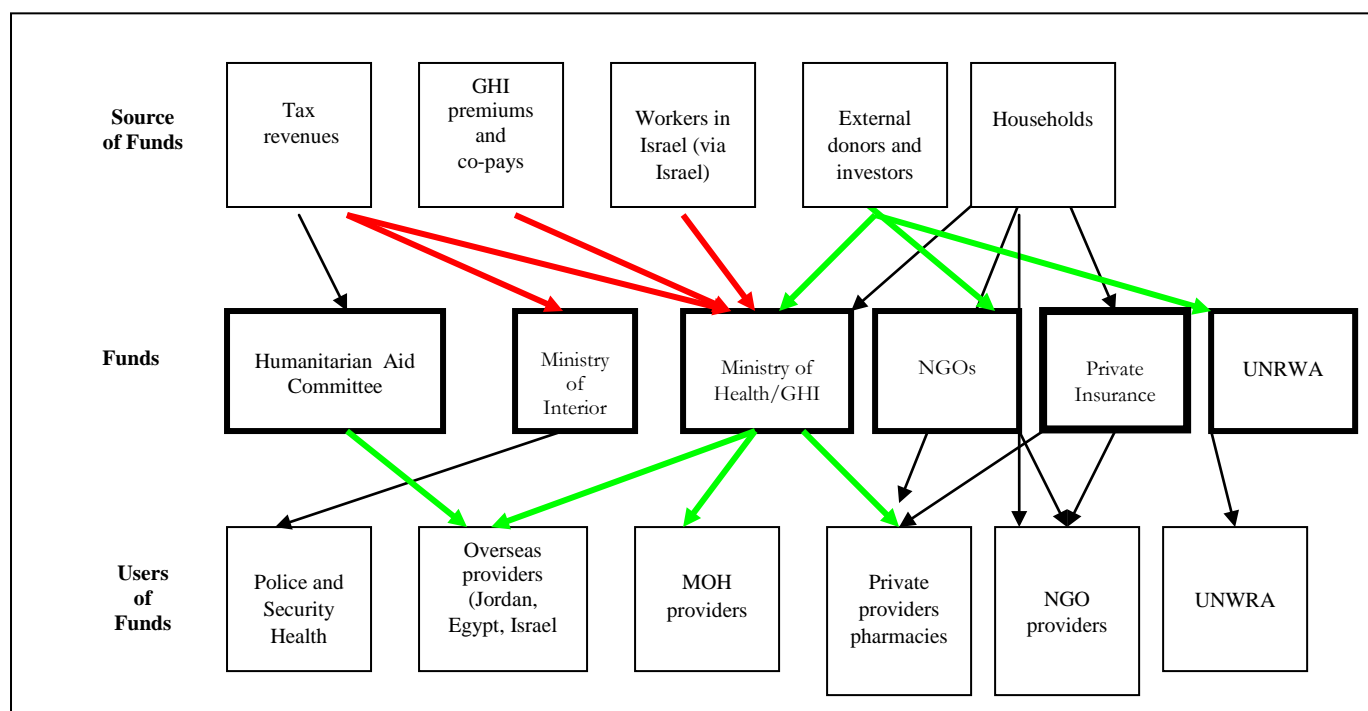 Source
of Funds
Tax
revenues
GHI
premiums
and
co-pays
Workers in
Israel (via
Israel)
External
donors and
investors
Households
Funds
Humanitarian Aid
Committee
Ministry
of
Interior
Ministry of
Health/GHI
NGOs
Private
Insurance
UNRWA
Users
of
Funds
Police and
Security
Health
Overseas
providers
(Jordan,
Egypt, Israel
MOH
providers
Private
providers
pharmacies
NGO
providers
UNWRA